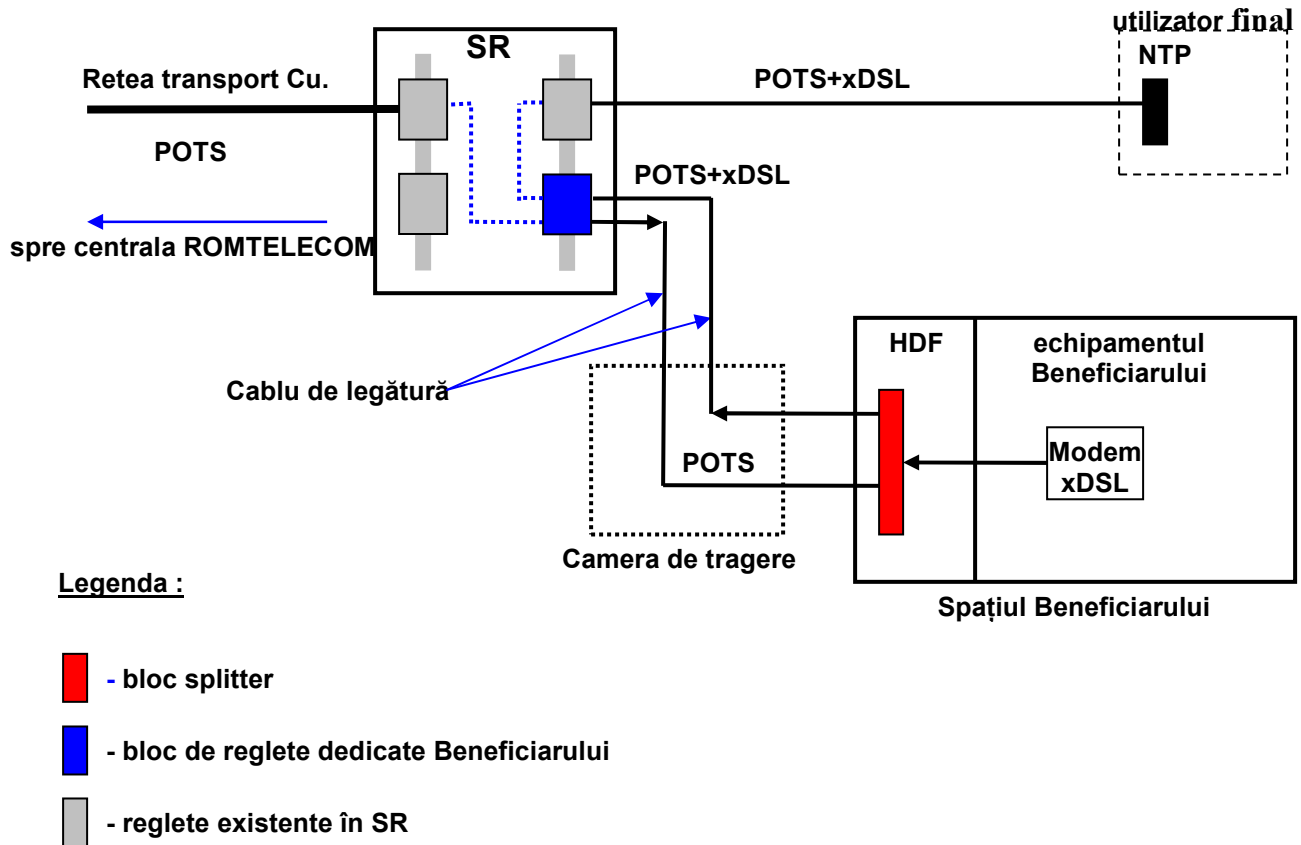 utilizator final
SR
NTP
Retea transport Cu.
POTS+xDSL
POTS
POTS+xDSL
spre centrala ROMTELECOM
HDF
echipamentul
Beneficiarului
Cablu de legătură
POTS
Modem
xDSL
Camera de tragere
Legenda :
Spațiul Beneficiarului
- bloc splitter
- bloc de reglete dedicate Beneficiarului
- reglete existente în SR